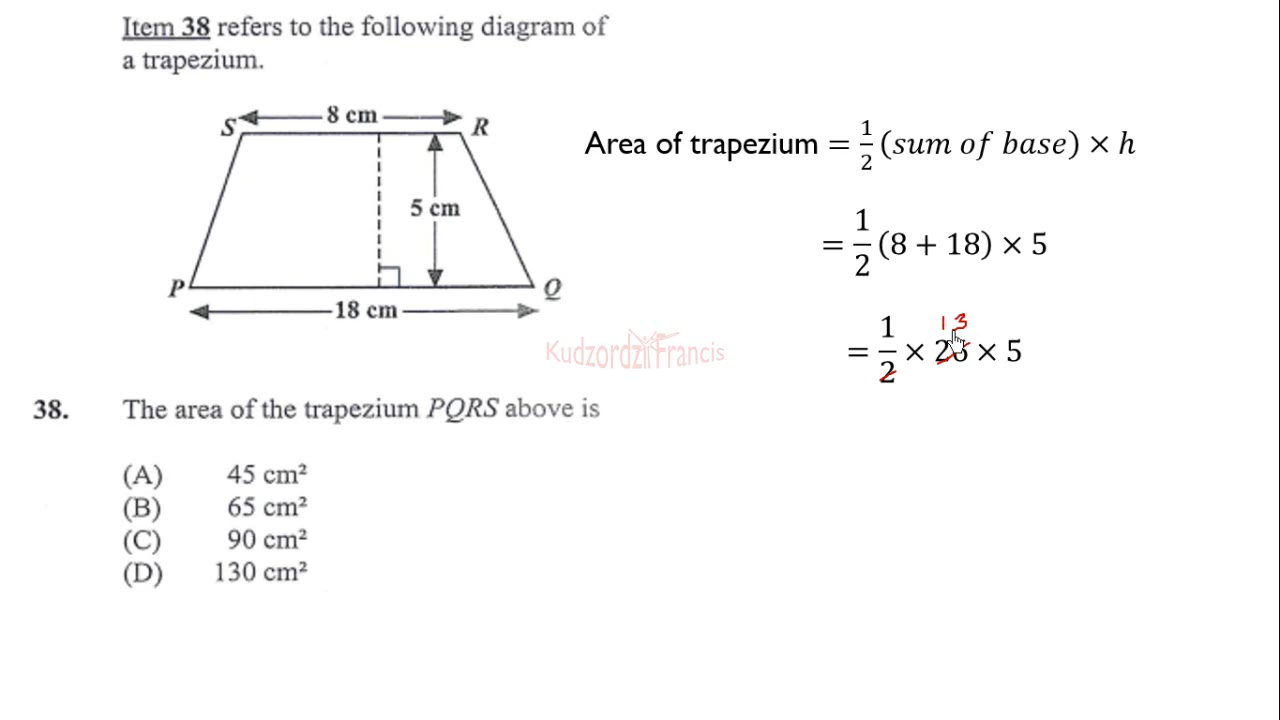 Item 38 refers to the following diagram of
a trapezium.
8 cm
S
R
5 cm
P
Q
18 cm
Area of trapezium = 1/2 (sum of base) × h
= 1/2 (8 + 18) × 5
13
= 1/2 × 26 × 5
Kudzordzi Francis
38. The area of the trapezium PQRS above is
(A) 45 cm²
(B) 65 cm²
(C) 90 cm²
(D) 130 cm²